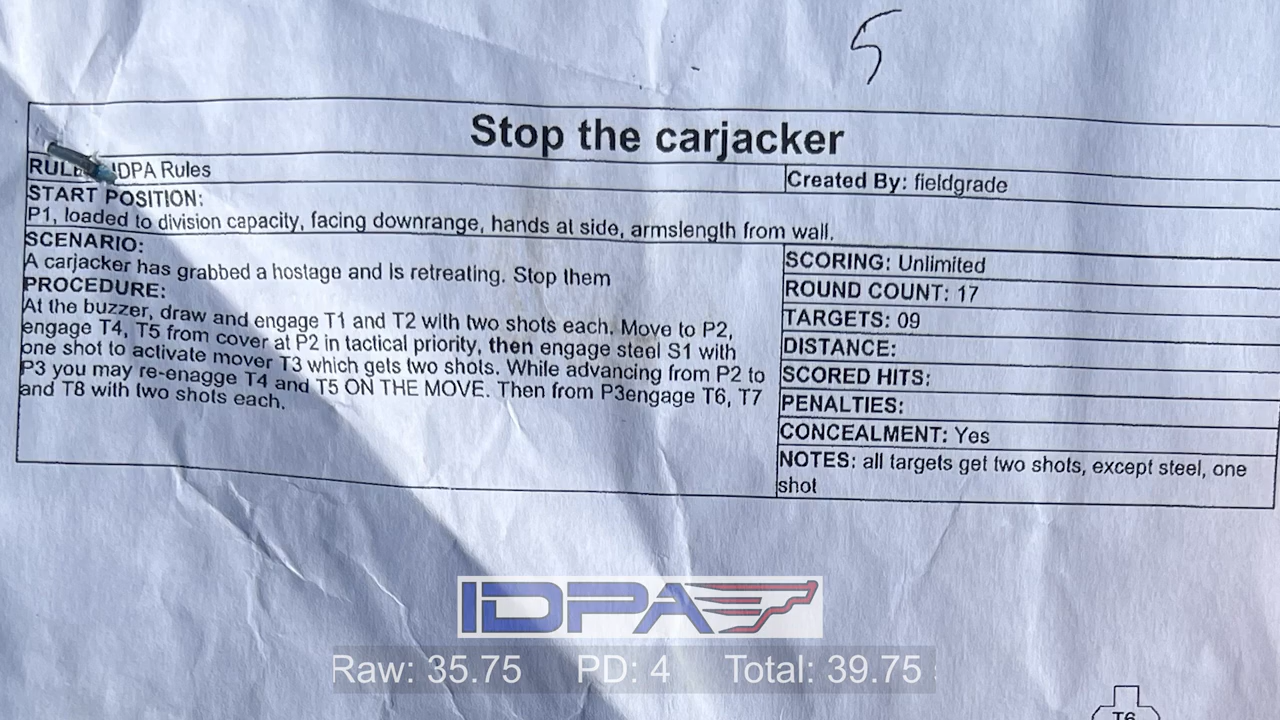 5
Stop the carjacker
RULES: IDPA Rules
Created By: fieldgrade
START POSITION:
P1, loaded to division capacity, facing downrange, hands at side, armslength from wall.
SCENARIO:
A carjacker has grabbed a hostage and is retreating. Stop them
PROCEDURE:
At the buzzer, draw and engage T1 and T2 with two shots each. Move to P2,
engage T4, T5 from cover at P2 in tactical priority, then engage steel S1 with
one shot to activate mover T3 which gets two shots. While advancing from P2 to
P3 you may re-enagge T4 and T5 ON THE MOVE. Then from P3engage T6, T7
and T8 with two shots each.
SCORING: Unlimited
ROUND COUNT: 17
TARGETS: 09
DISTANCE:
SCORED HITS:
PENALTIES:
CONCEALMENT: Yes
NOTES: all targets get two shots, except steel, one
shot
IDPA
Raw: 35.75 PD: 4 Total: 39.75
T6